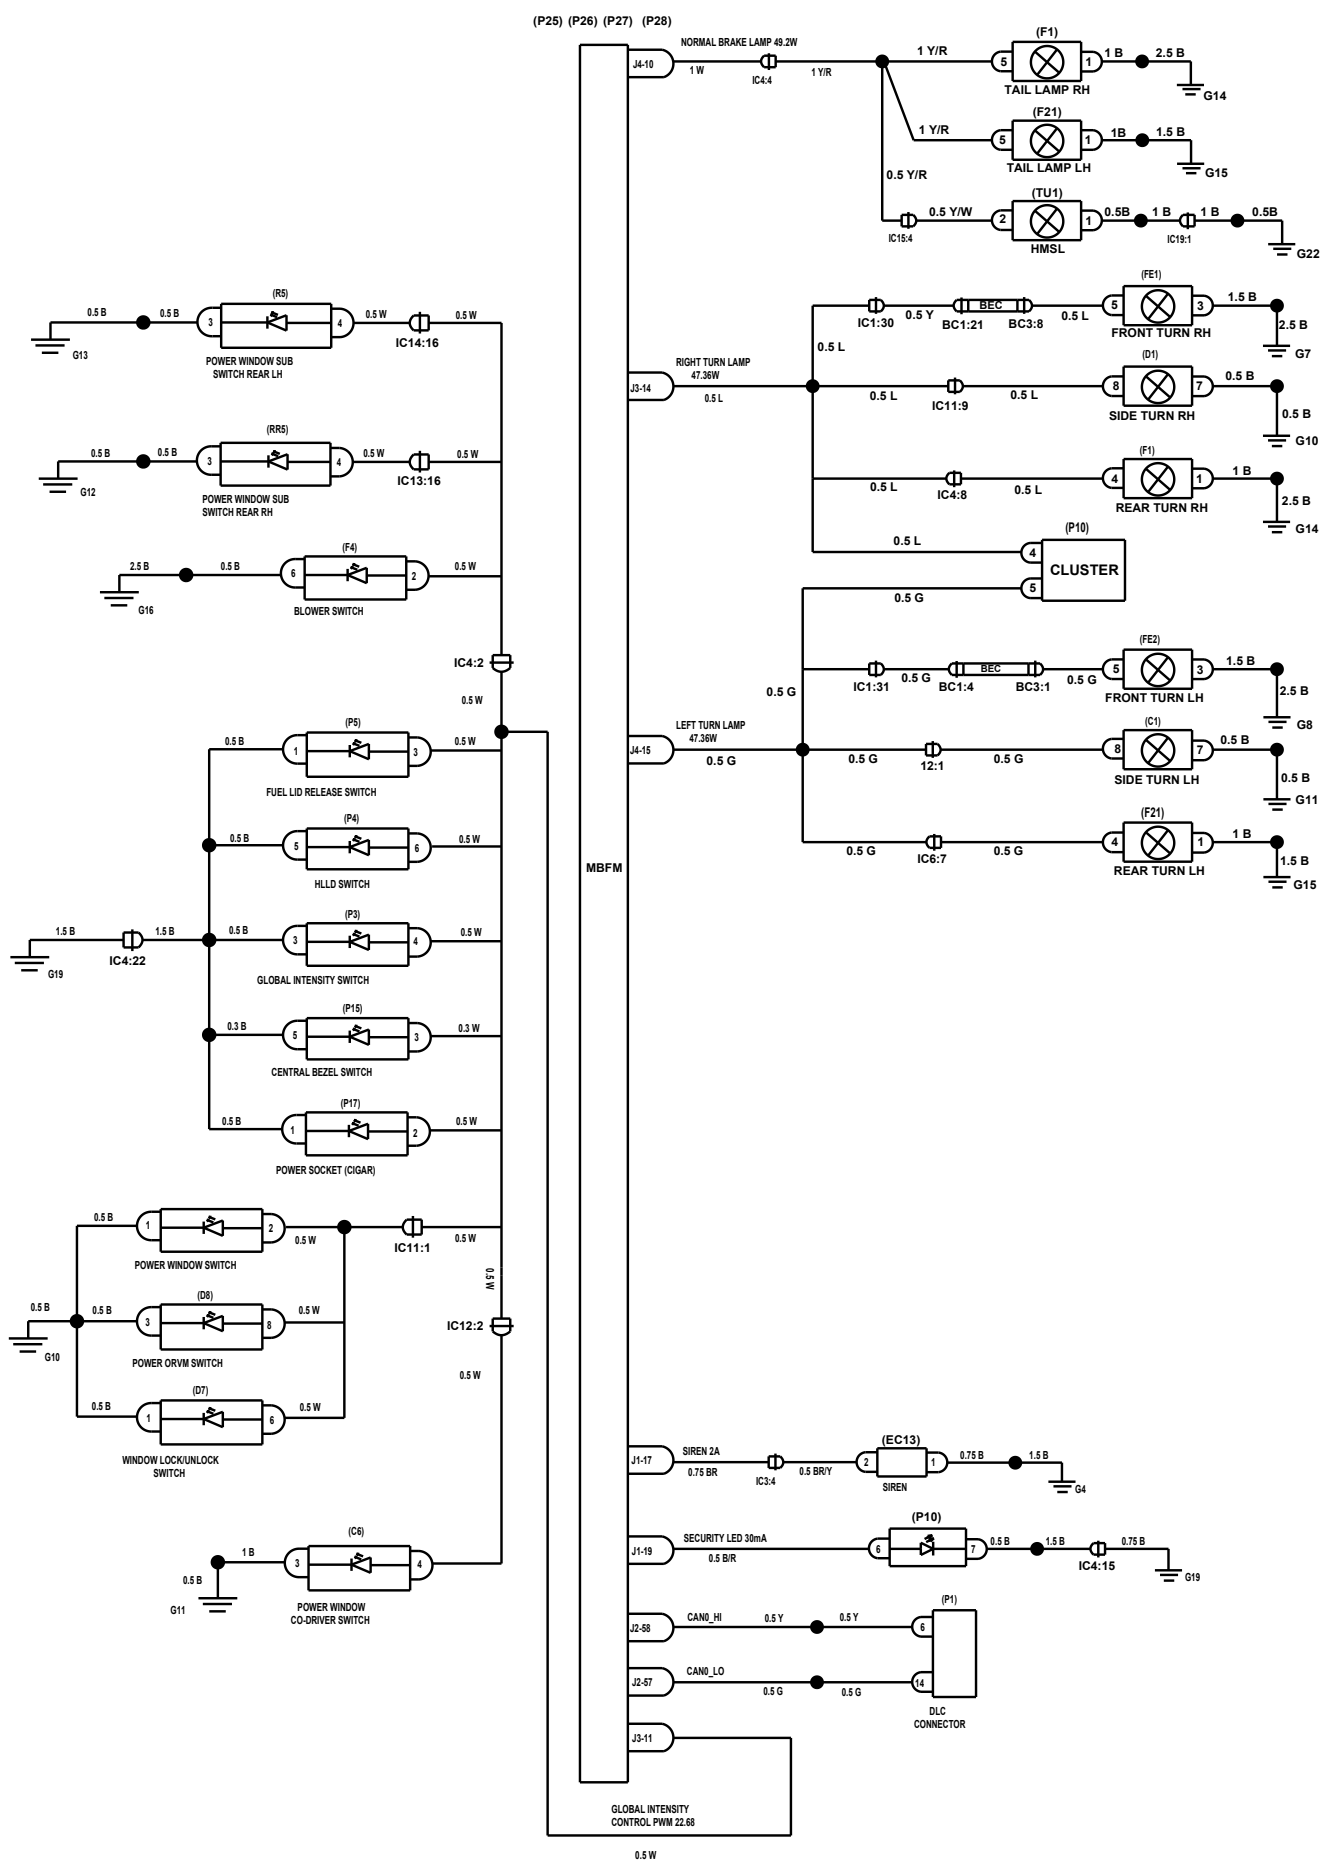 (P25) (P26) (P27) (P28)
MBFM
J4-10
NORMAL BRAKE LAMP 49.2W
1 W
IC4:4
1 Y/R
1 Y/R
(F1)
5
1
1 B
2.5 B
G14
TAIL LAMP RH
1 Y/R
(F21)
5
1
1B
1.5 B
G15
TAIL LAMP LH
0.5 Y/R
IC15:4
0.5 Y/W
(TU1)
2
1
0.5B
1 B
IC19:1
1 B
0.5B
G22
HMSL
J3-14
RIGHT TURN LAMP
47.36W
0.5 L
0.5 L
IC1:30
0.5 Y
BEC
BC1:21
BC3:8
0.5 L
(FE1)
5
3
1.5 B
2.5 B
G7
FRONT TURN RH
0.5 L
IC11:9
0.5 L
(D1)
8
7
0.5 B
0.5 B
G10
SIDE TURN RH
0.5 L
IC4:8
0.5 L
(F1)
4
1
1 B
2.5 B
G14
REAR TURN RH
0.5 L
(P10)
4
CLUSTER
5
0.5 G
J4-15
LEFT TURN LAMP
47.36W
0.5 G
0.5 G
IC1:31
0.5 G
BEC
BC1:4
BC3:1
0.5 G
(FE2)
5
3
1.5 B
2.5 B
G8
FRONT TURN LH
0.5 G
12:1
0.5 G
(C1)
8
7
0.5 B
0.5 B
G11
SIDE TURN LH
0.5 G
IC6:7
0.5 G
(F21)
4
1
1 B
1.5 B
G15
REAR TURN LH
J1-17
SIREN 2A
0.75 BR
IC3:4
0.5 BR/Y
(EC13)
2
1
0.75 B
1.5 B
G4
SIREN
J1-19
SECURITY LED 30mA
0.5 B/R
(P10)
6
7
0.5 B
1.5 B
IC4:15
0.75 B
G19
J2-58
CAN0_HI
0.5 Y
0.5 Y
(P1)
6
J2-57
CAN0_LO
0.5 G
0.5 G
14
DLC
CONNECTOR
J3-11
GLOBAL INTENSITY
CONTROL PWM 22.68
0.5 W
0.5 B
0.5 B
G13
(R5)
3
4
0.5 W
IC14:16
0.5 W
POWER WINDOW SUB
SWITCH REAR LH
0.5 B
0.5 B
G12
(RR5)
3
4
0.5 W
IC13:16
0.5 W
POWER WINDOW SUB
SWITCH REAR RH
2.5 B
0.5 B
G16
(F4)
6
2
0.5 W
BLOWER SWITCH
IC4:2
0.5 W
0.5 B
(P5)
1
3
0.5 W
FUEL LID RELEASE SWITCH
0.5 B
(P4)
5
6
0.5 W
HLLD SWITCH
1.5 B
IC4:22
1.5 B
G19
0.5 B
(P3)
3
4
0.5 W
GLOBAL INTENSITY SWITCH
0.3 B
(P15)
5
3
0.3 W
CENTRAL BEZEL SWITCH
0.5 B
(P17)
1
2
0.5 W
POWER SOCKET (CIGAR)
0.5 B
1
2
0.5 W
IC11:1
0.5 W
POWER WINDOW SWITCH
0.5 W
0.5 B
G10
0.5 B
(D8)
3
8
0.5 W
POWER ORVM SWITCH
IC12:2
0.5 W
0.5 B
(D7)
1
6
0.5 W
WINDOW LOCK/UNLOCK
SWITCH
1 B
0.5 B
G11
(C6)
3
4
POWER WINDOW
CO-DRIVER SWITCH